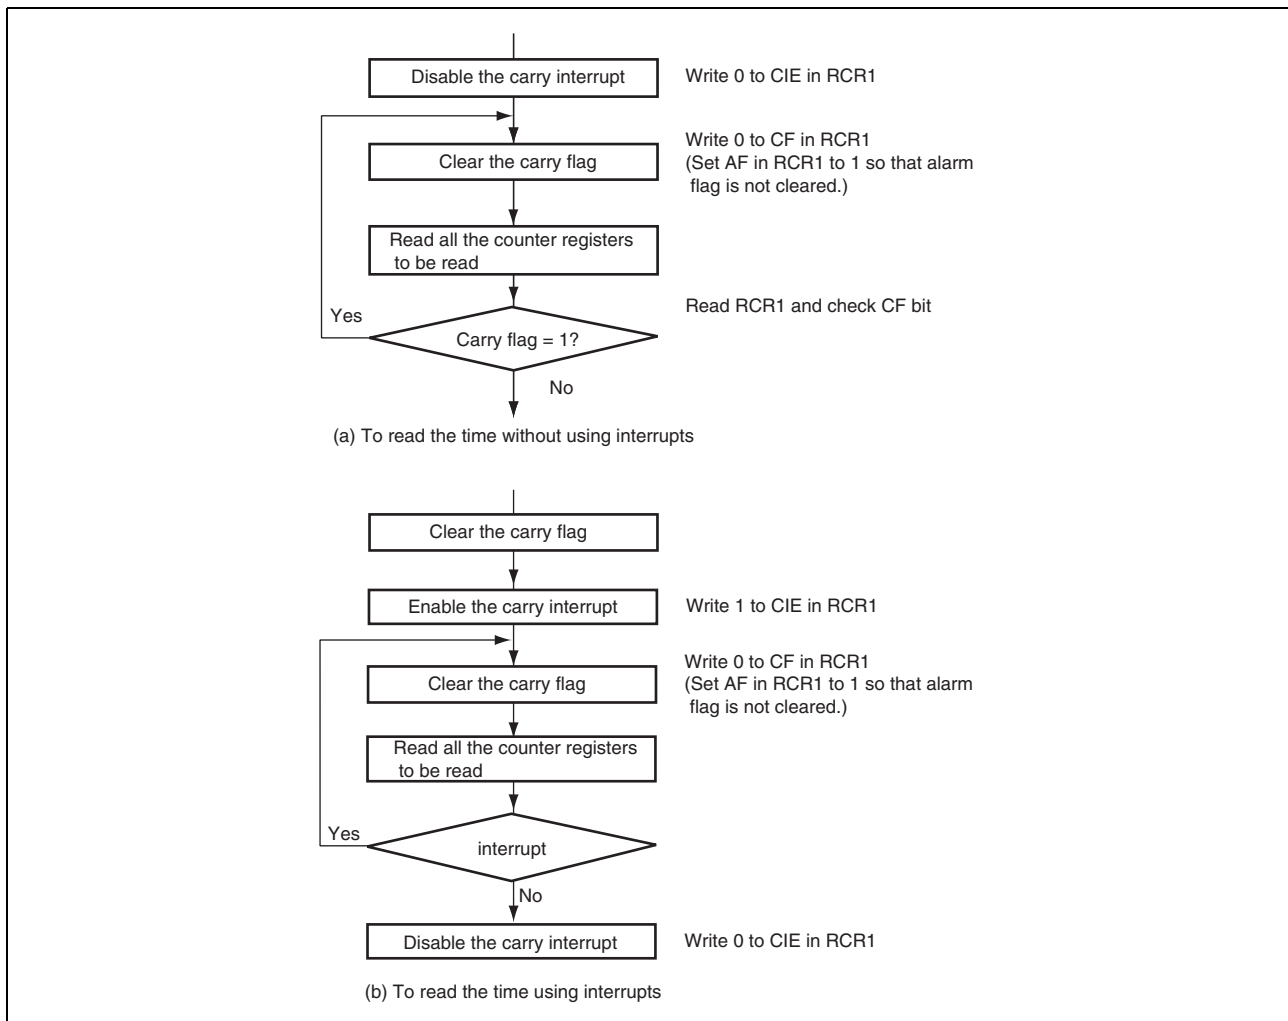 Disable the carry interrupt
Write 0 to CIE in RCR1
Write 0 to CF in RCR1
Clear the carry flag
(Set AF in RCR1 to 1 so that alarm
flag is not cleared.)
Read all the counter registers
to be read
Read RCR1 and check CF bit
Yes
Carry flag = 1?
No
(a) To read the time without using interrupts
Clear the carry flag
Enable the carry interrupt
Write 1 to CIE in RCR1
Write 0 to CF in RCR1
Clear the carry flag
(Set AF in RCR1 to 1 so that alarm
flag is not cleared.)
Read all the counter registers
to be read
Yes
interrupt
No
Disable the carry interrupt
Write 0 to CIE in RCR1
(b) To read the time using interrupts